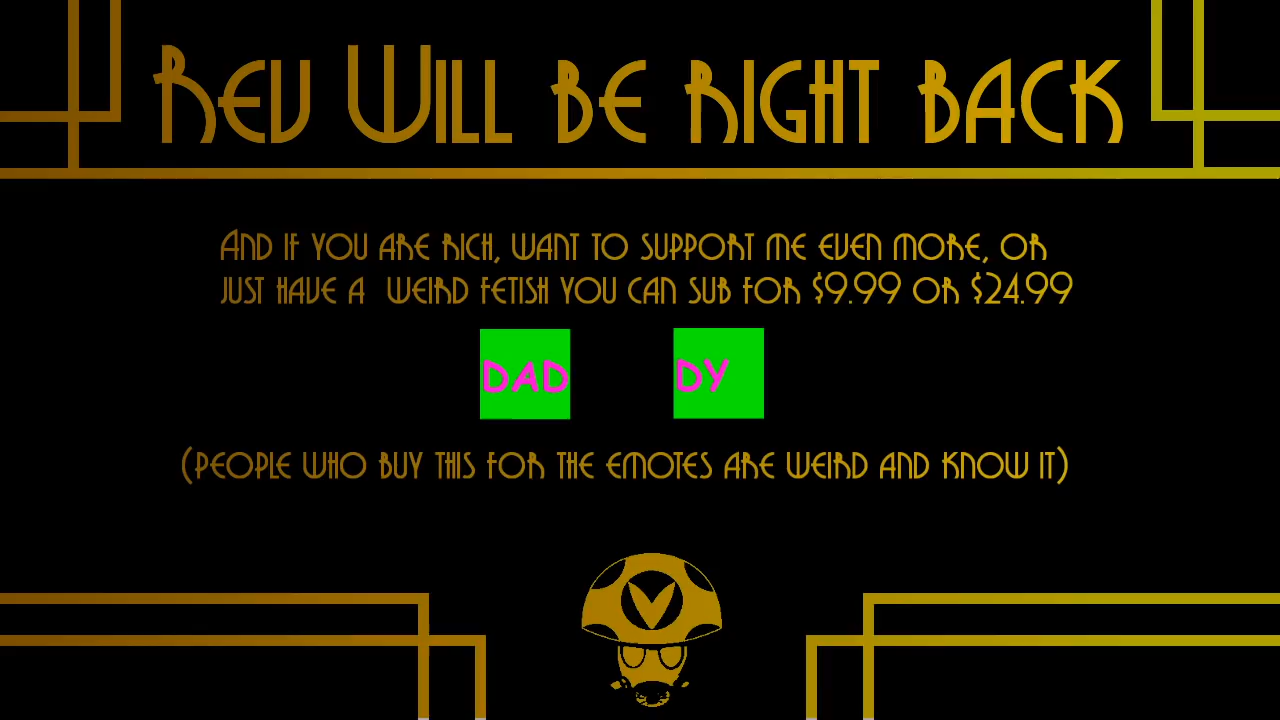 Rev Will be right back
And if you are rich, want to support me even more, or
just have a weird fetish you can sub for $9.99 or $24.99
DAD DY
(people who buy this for the emotes are weird and know it)